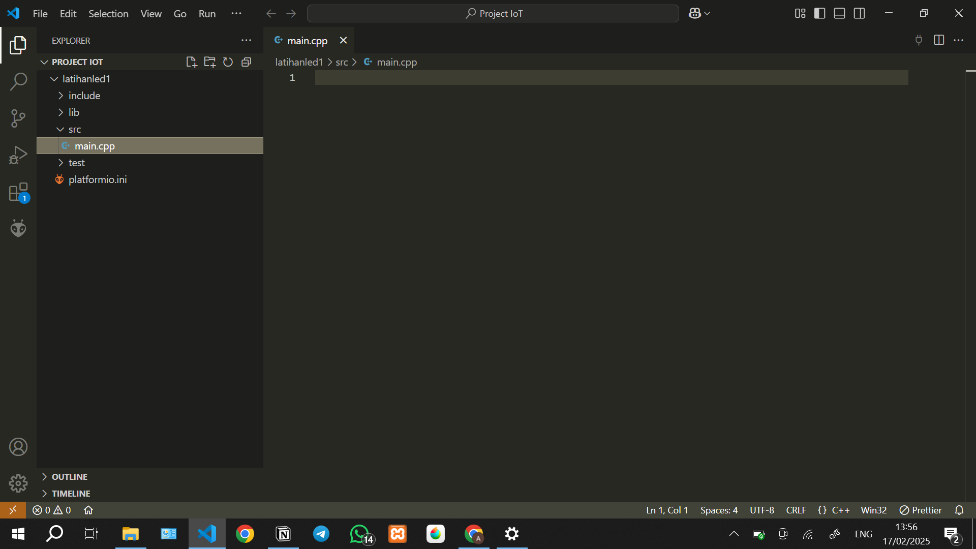 File Edit Selection View Go Run ··· Project IoT
EXPLORER ··· main.cpp
PROJECT IOT
latihanled1 > src > main.cpp
1
latihanled1
include
lib
src
main.cpp
test
platformio.ini
1
OUTLINE
TIMELINE
0 0 Ln 1, Col 1 Spaces: 4 UTF-8 CRLF {} C++ Win32 Prettier
14 A ENG 13:56
17/02/2025 2